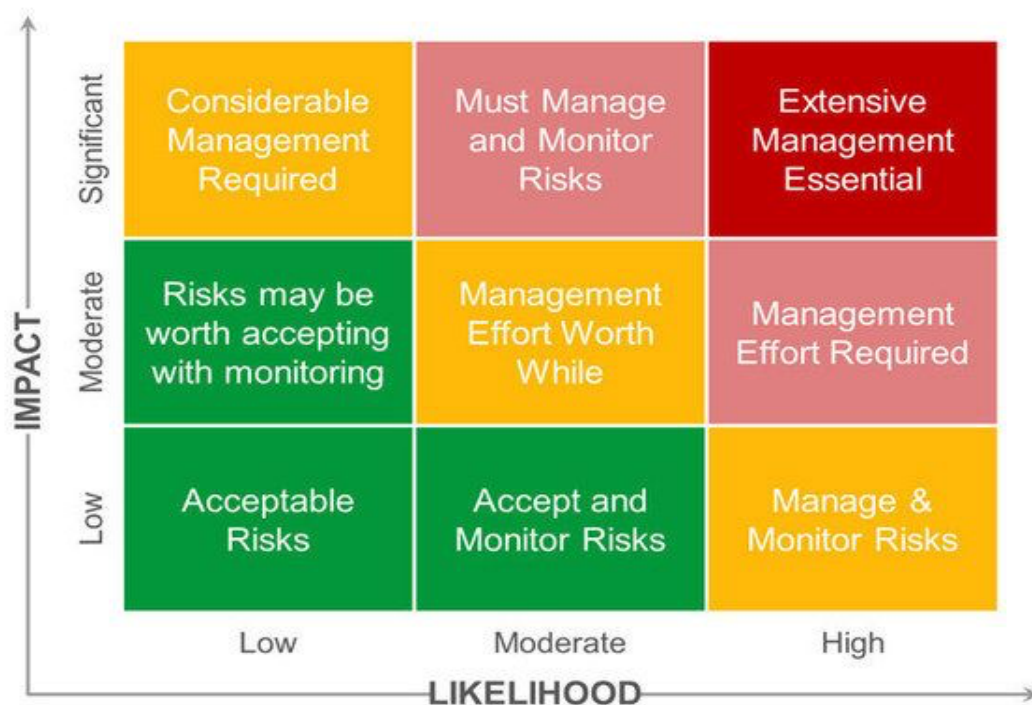 IMPACT
Significant
Considerable
Management
Required
Must Manage
and Monitor
Risks
Extensive
Management
Essential
Moderate
Risks may be
worth accepting
with monitoring
Management
Effort Worth
While
Management
Effort Required
Low
Acceptable
Risks
Accept and
Monitor Risks
Manage &
Monitor Risks
Low
Moderate
High
LIKELIHOOD